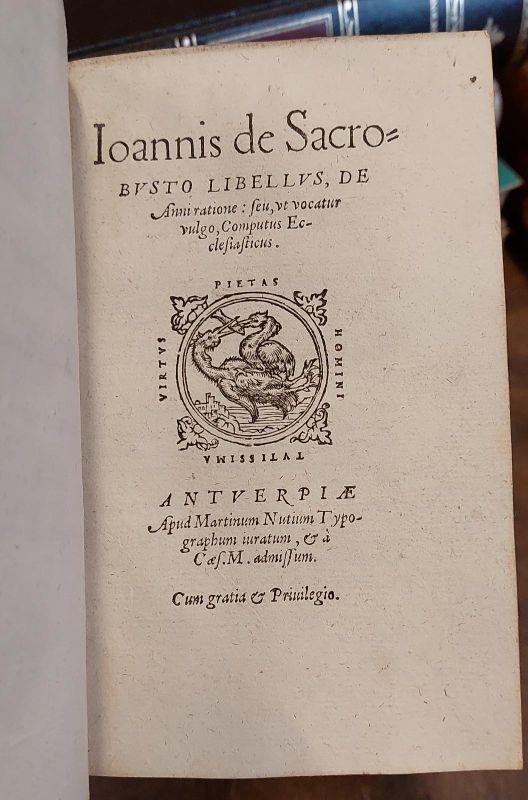 Ioannis de Sacro=
BVSTO LIBELLVS, DE
Anni ratione: ſeu, vt vocatur
vulgo, Computus Ec-
cleſiaſticus.
PIETAS
HOMINI
TVTISSIMA
VIRTVS
ANTVERPIÆ
Apud Martinum Nutium Typo-
graphum iuratum, & à
Cæſ. M. admiſſum.
Cum gratia & Priuilegio.